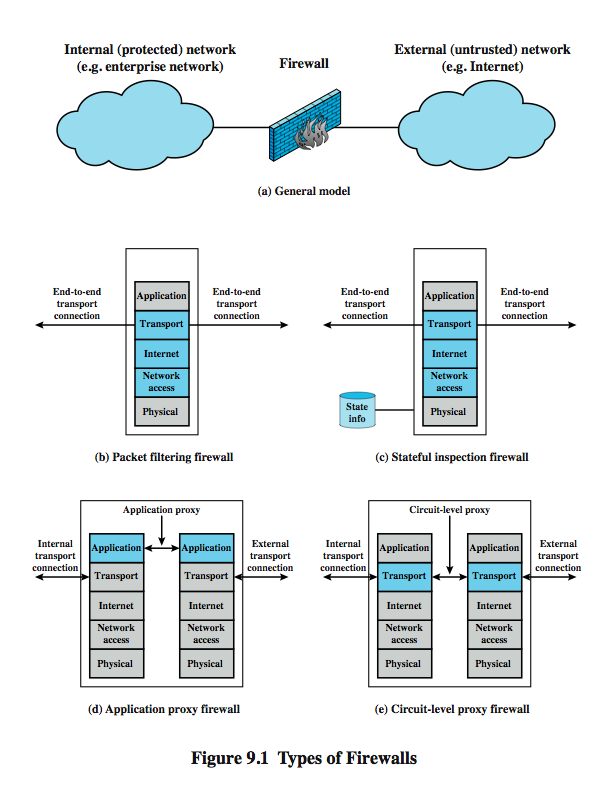 Internal (protected) network
(e.g. enterprise network)
Firewall
External (untrusted) network
(e.g. Internet)
(a) General model
End-to-end
transport
connection
Application
Transport
Internet
Network
access
Physical
End-to-end
transport
connection
(b) Packet filtering firewall
End-to-end
transport
connection
Application
Transport
Internet
Network
access
Physical
End-to-end
transport
connection
State
info
(c) Stateful inspection firewall
Application proxy
Internal
transport
connection
Application
Transport
Internet
Network
access
Physical
Application
Transport
Internet
Network
access
Physical
External
transport
connection
(d) Application proxy firewall
Circuit-level proxy
Internal
transport
connection
Application
Transport
Internet
Network
access
Physical
Application
Transport
Internet
Network
access
Physical
External
transport
connection
(e) Circuit-level proxy firewall
Figure 9.1 Types of Firewalls